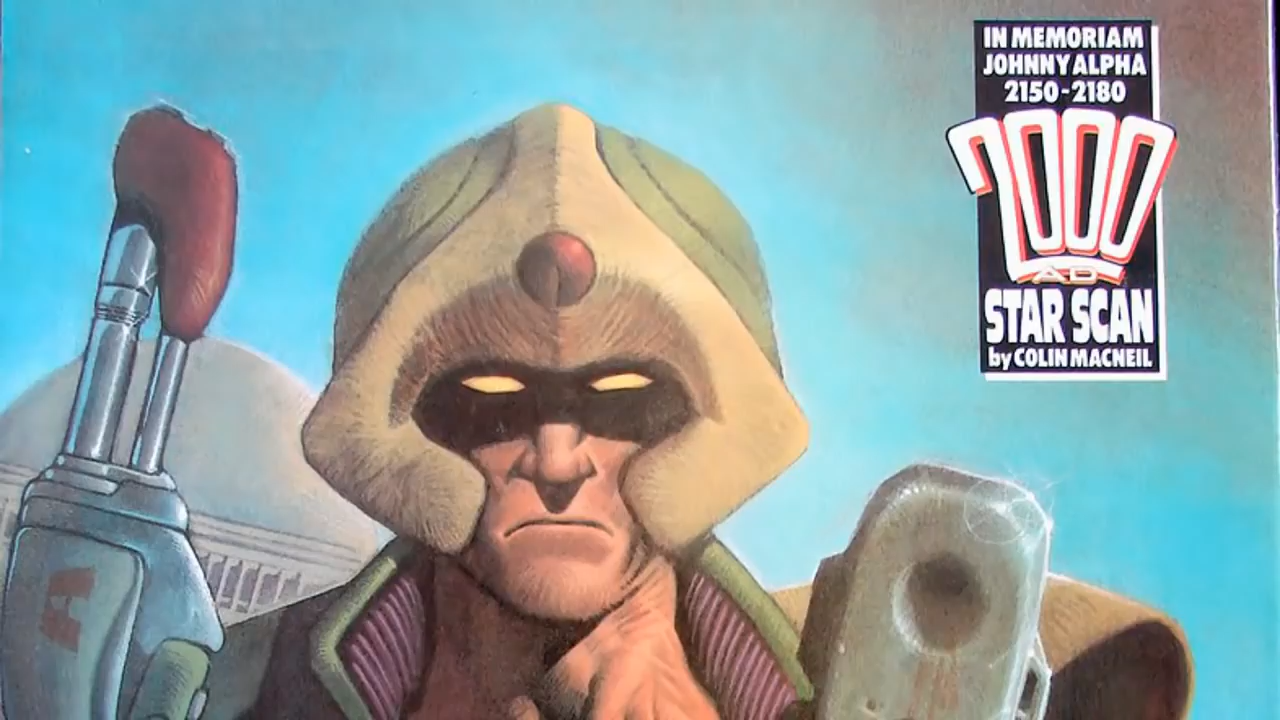 IN MEMORIAM
JOHNNY ALPHA
2150-2180
2000
AD
STAR SCAN
by COLIN MACNEIL
A